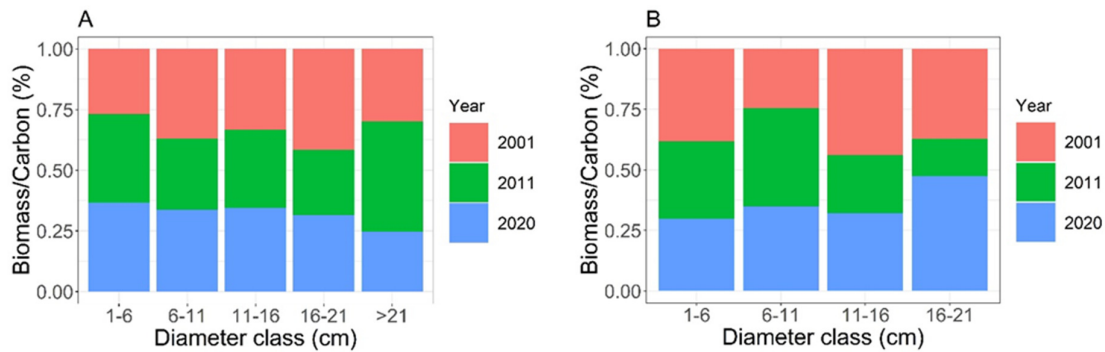 A
Biomass/Carbon (%)
1.00
0.75
0.50
0.25
0.00
1-6 6-11 11-16 16-21 >21
Diameter class (cm)
Year
2001
2011
2020
B
Biomass/Carbon (%)
1.00
0.75
0.50
0.25
0.00
1-6 6-11 11-16 16-21
Diameter class (cm)
Year
2001
2011
2020